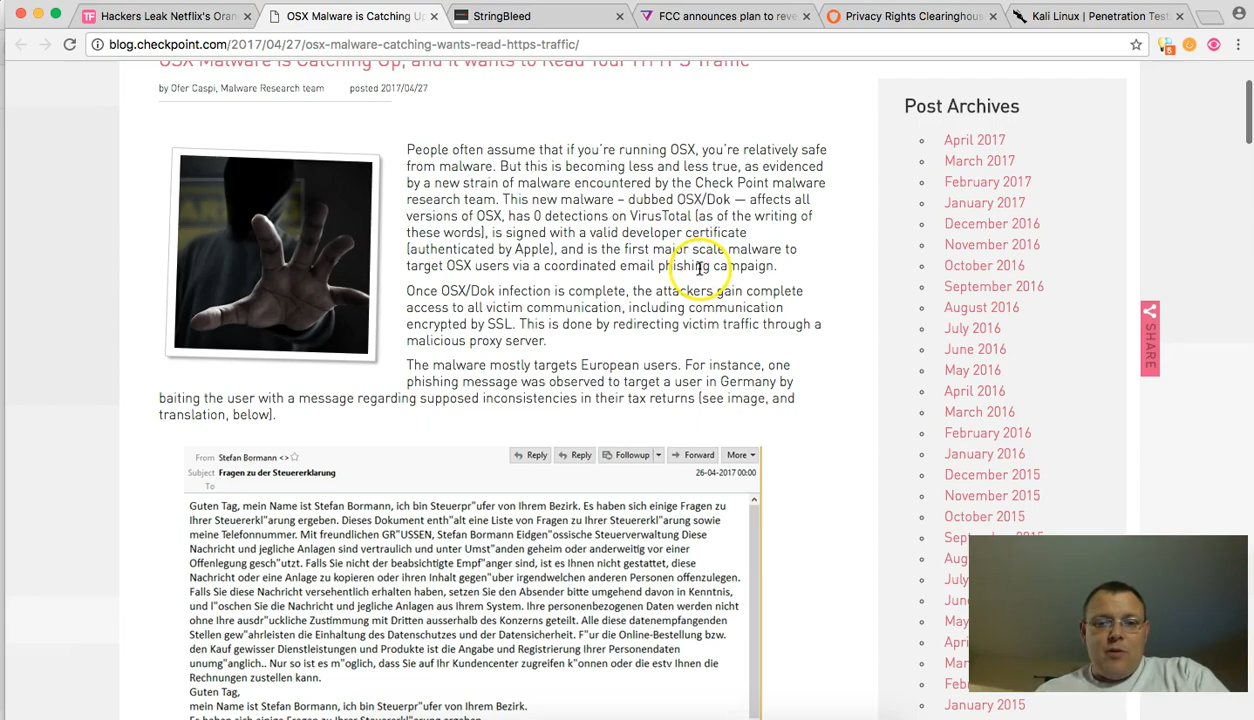 Hackers Leak Netflix's Oran
OSX Malware is Catching Up
StringBleed
FCC announces plan to reve
Privacy Rights Clearinghous
Kali Linux | Penetration Test
blog.checkpoint.com/2017/04/27/osx-malware-catching-wants-read-https-traffic/
5
OSX Malware is Catching Up, and it wants to Read Your HTTPS Traffic
by Ofer Caspi, Malware Research team posted 2017/04/27
People often assume that if you're running OSX, you're relatively safe
from malware. But this is becoming less and less true, as evidenced
by a new strain of malware encountered by the Check Point malware
research team. This new malware – dubbed OSX/Dok — affects all
versions of OSX, has 0 detections on VirusTotal (as of the writing of
these words), is signed with a valid developer certificate
(authenticated by Apple), and is the first major scale malware to
target OSX users via a coordinated email phishing campaign.
Once OSX/Dok infection is complete, the attackers gain complete
access to all victim communication, including communication
encrypted by SSL. This is done by redirecting victim traffic through a
malicious proxy server.
The malware mostly targets European users. For instance, one
phishing message was observed to target a user in Germany by
baiting the user with a message regarding supposed inconsistencies in their tax returns (see image, and
translation, below).
From Stefan Bormann <>
Reply Reply Followup Forward More
Subject Fragen zu der Steuererklarung
26-04-2017 00:00
To
Guten Tag, mein Name ist Stefan Bormann, ich bin Steuerpr"ufer von Ihrem Bezirk. Es haben sich einige Fragen zu
Ihrer Steuererkl"arung ergeben. Dieses Dokument enth"alt eine Liste von Fragen zu Ihrer Steuererkl"arung sowie
meine Telefonnummer. Mit freundlichen GR"USSEN, Stefan Bormann Eidgen"ossische Steuerverwaltung Diese
Nachricht und jegliche Anlagen sind vertraulich und unter Umst"anden geheim oder anderweitig vor einer
Offenlegung gesch"utzt. Falls Sie nicht der beabsichtigte Empf"anger sind, ist es Ihnen nicht gestattet, diese
Nachricht oder eine Anlage zu kopieren oder ihren Inhalt gegen"uber irgendwelchen anderen Personen offenzulegen.
Falls Sie diese Nachricht versehentlich erhalten haben, setzen Sie den Absender bitte umgehend davon in Kenntnis,
und l"oschen Sie die Nachricht und jegliche Anlagen aus Ihrem System. Ihre personenbezogenen Daten werden nicht
ohne Ihre ausdr"uckliche Zustimmung mit Dritten ausserhalb des Konzerns geteilt. Alle diese datenempfangenden
Stellen gew"ahrleisten die Einhaltung des Datenschutzes und der Datensicherheit. F"ur die Online-Bestellung bzw.
den Kauf gewisser Dienstleistungen und Produkte ist die Angabe und Registrierung Ihrer Personendaten
unumg"anglich.. Nur so ist es m"oglich, dass Sie auf Ihr Kundencenter zugreifen k"onnen oder die estv Ihnen die
Rechnungen zustellen kann.
Guten Tag,
mein Name ist Stefan Bormann, ich bin Steuerpr"ufer von Ihrem Bezirk.
Es haben sich einige Fragen zu Ihrer Steuererkl"arung ergeben.
Post Archives
April 2017
March 2017
February 2017
January 2017
December 2016
November 2016
October 2016
September 2016
August 2016
July 2016
June 2016
May 2016
April 2016
March 2016
February 2016
January 2016
December 2015
November 2015
October 2015
Sep
Aug
July
Jun
May
Apri
Mar
Feb
January 2015
SHARE